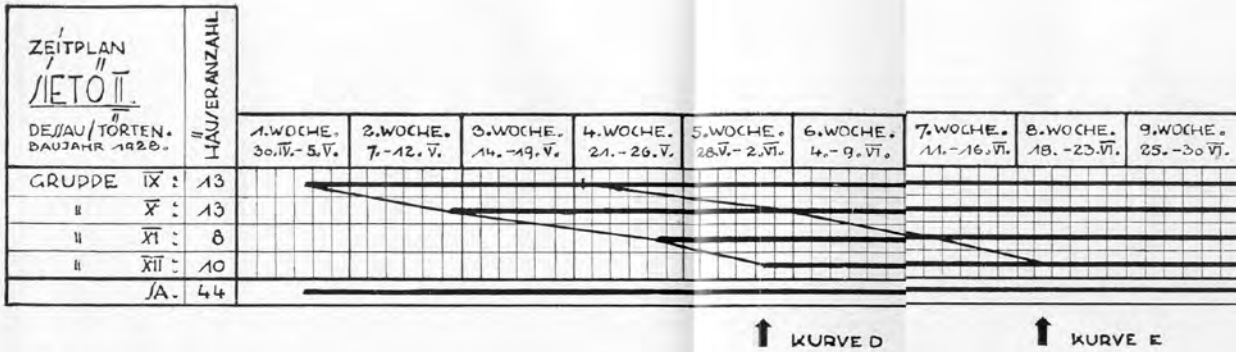 ZEITPLAN
SIETÖ II.
DESSAU/TÖRTEN.
BAUJAHR 1928.
HÄUSERANZAHL
1.WOCHE. 2.WOCHE. 3.WOCHE. 4.WOCHE. 5.WOCHE. 6.WOCHE. 7.WOCHE. 8.WOCHE. 9.WOCHE.
30.IV.-5.V. 7.-12.V. 14.-19.V. 21.-26.V. 28.V.-2.VI. 4.-9.VI. 11.-16.VI. 18.-23.VI. 25.-30.VI.
GRUPPE IX: 13
" X: 13
" XI: 8
" XII: 10
SA. 44
KURVE D KURVE E